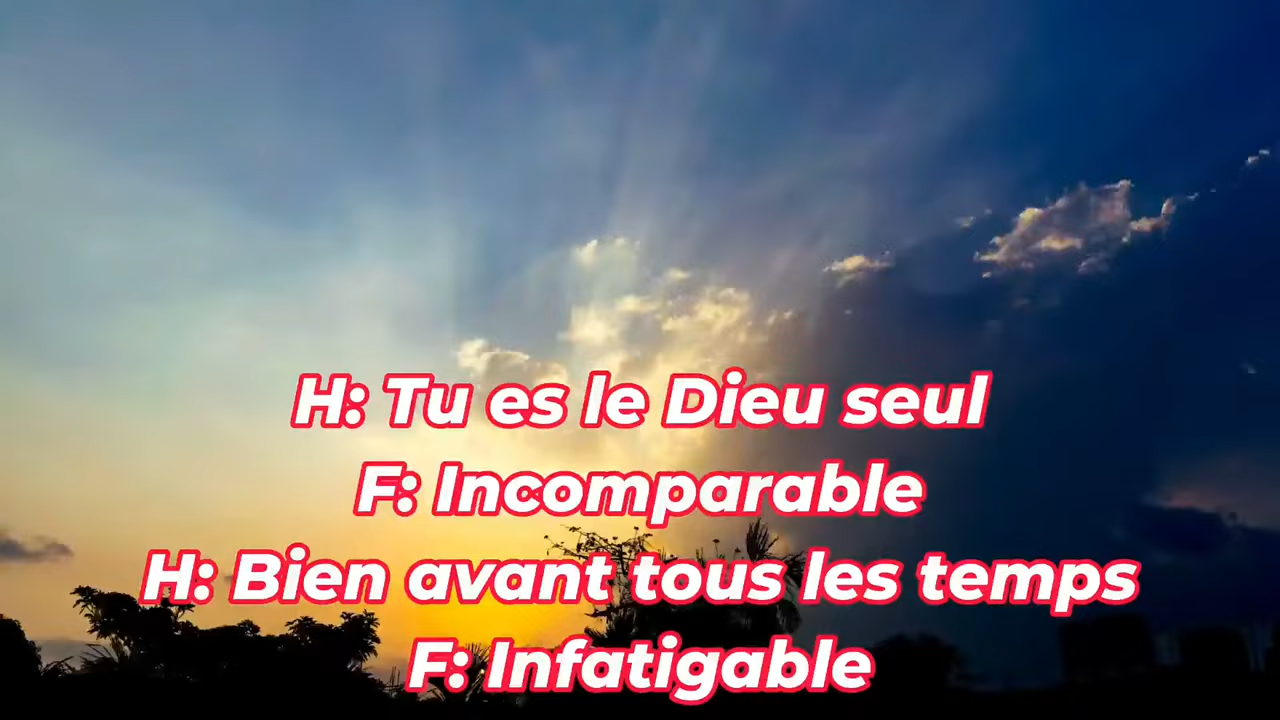 H: Tu es le Dieu seul
F: Incomparable
H: Bien avant tous les temps
F: Infatigable